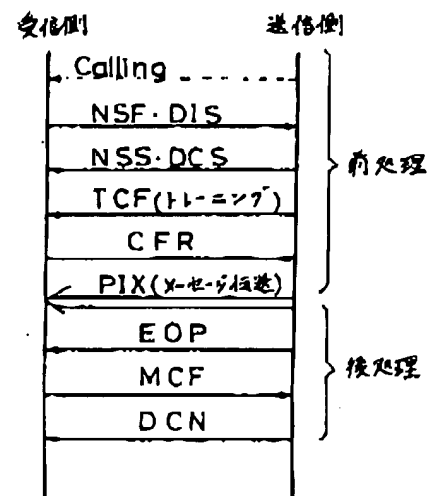 受信側 送信側
Calling
NSF・DIS
NSS・DCS
TCF(トレーニング)
CFR
前処理
PIX(メッセージ伝送)
EOP
MCF
後処理
DCN